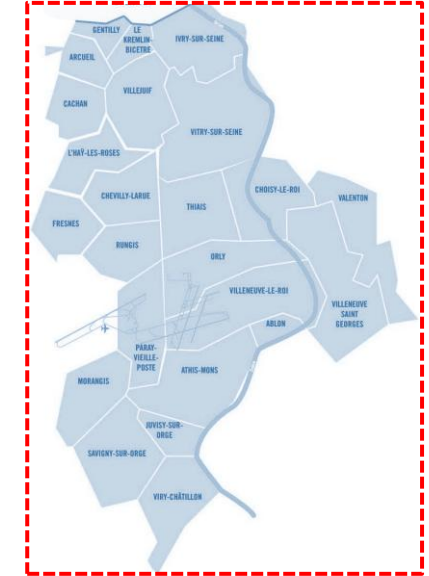 GENTILLY
LE
KREMLIN-
BICETRE
IVRY-SUR-SEINE
ARCUEIL
VILLEJUIF
CACHAN
VITRY-SUR-SEINE
L'HAŸ-LES-ROSES
CHEVILLY-LARUE
THIAIS
CHOISY-LE-ROI
VALENTON
FRESNES
RUNGIS
ORLY
VILLENEUVE-LE-ROI
VILLENEUVE
SAINT
GEORGES
ABLON
PARAY-
VIEILLE-
POSTE
ATHIS-MONS
MORANGIS
JUVISY-SUR-
ORGE
SAVIGNY-SUR-ORGE
VIRY-CHÂTILLON